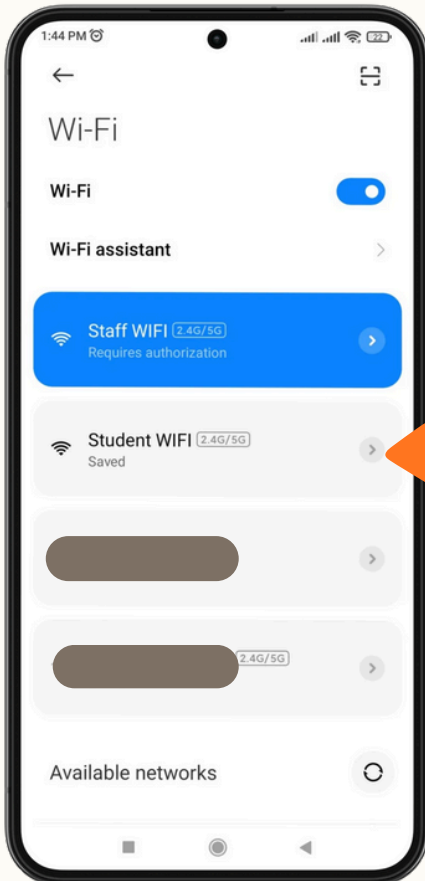 1:44 PM 22
Wi-Fi
Wi-Fi
Wi-Fi assistant
Staff WIFI 2.4G/5G
Requires authorization
Student WIFI 2.4G/5G
Saved
2.4G/5G
Available networks